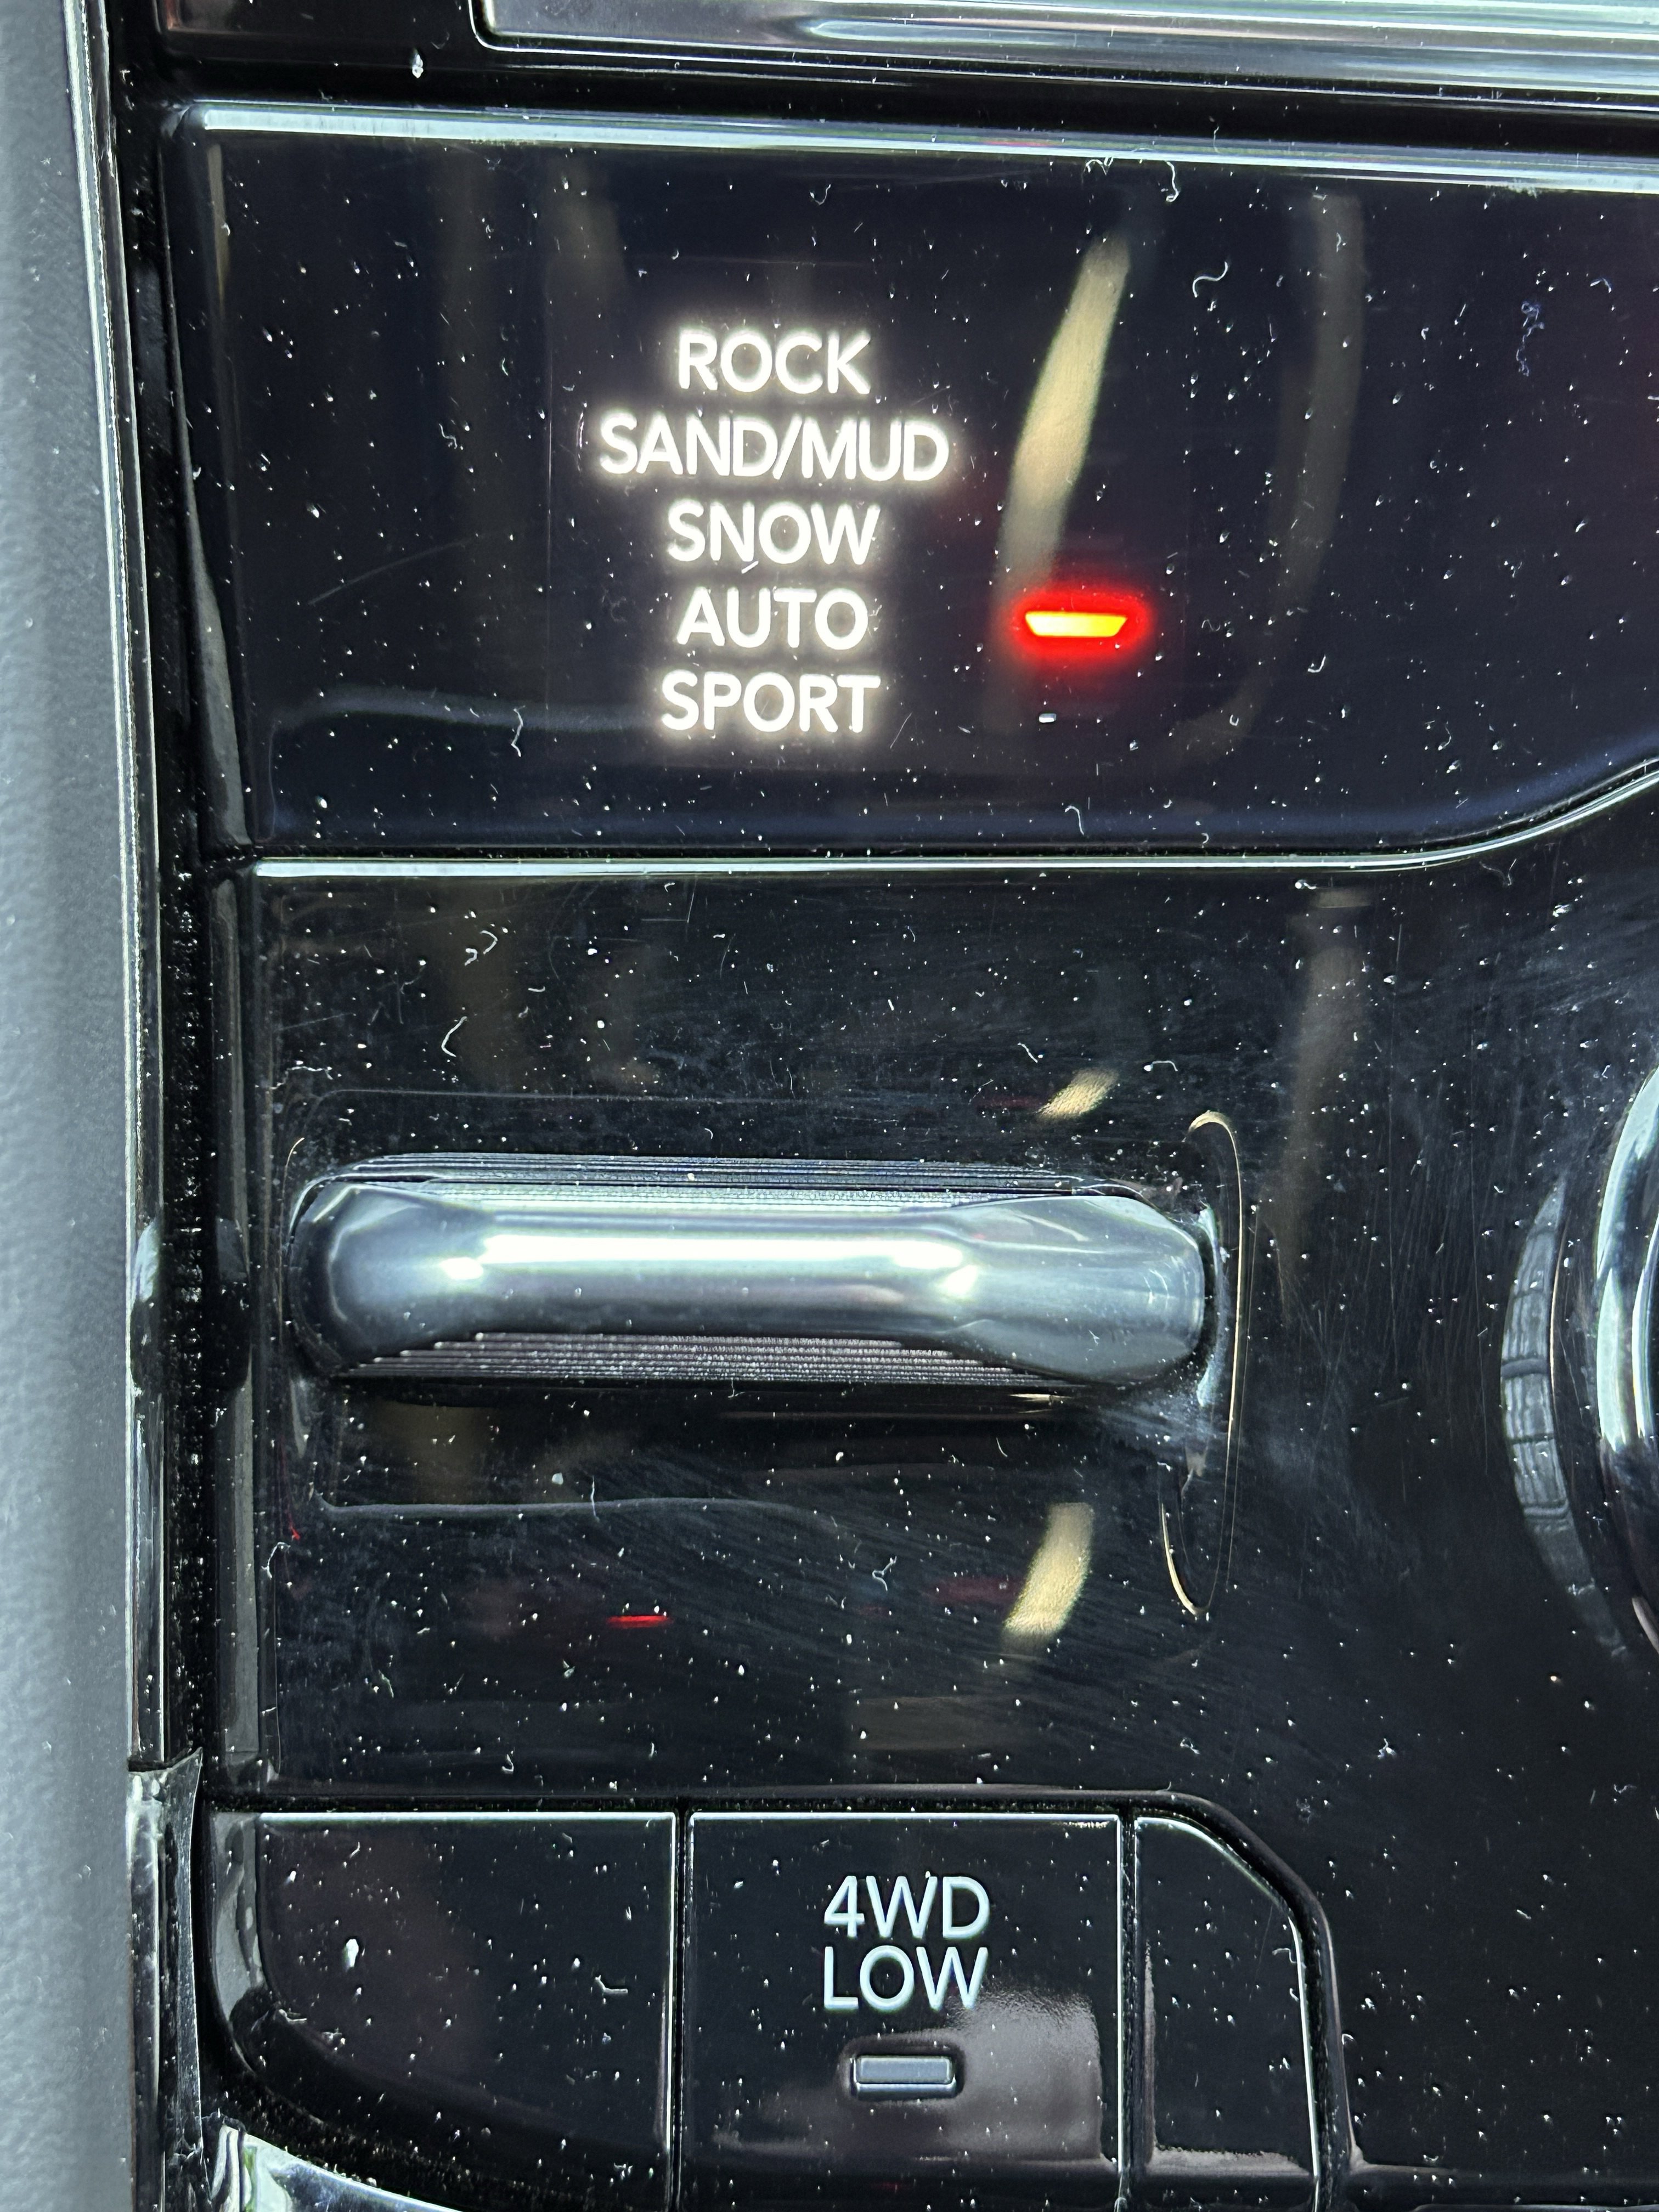 ROCK
SAND/MUD
SNOW
AUTO
SPORT
4WD
LOW